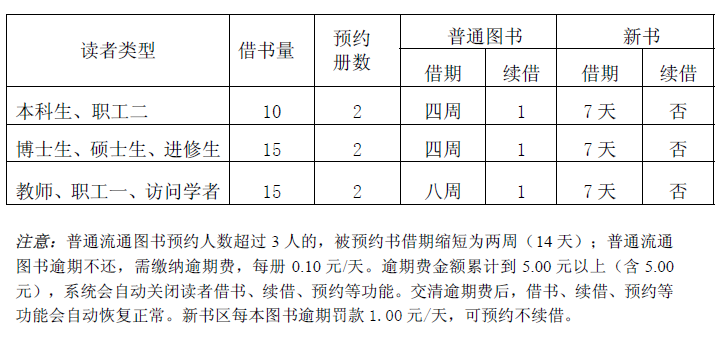 读者类型 借书量 预约册数 普通图书 新书
借期 续借 借期 续借
本科生、职工二 10 2 四周 1 7 天 否
博士生、硕士生、进修生 15 2 四周 1 7 天 否
教师、职工一、访问学者 15 2 八周 1 7 天 否
注意：普通流通图书预约人数超过 3 人的，被预约书借期缩短为两周（14 天）；普通流通
图书逾期不还，需缴纳逾期费，每册 0.10 元/天。逾期费金额累计到 5.00 元以上（含 5.00
元），系统会自动关闭读者借书、续借、预约等功能。交清逾期费后，借书、续借、预约等
功能会自动恢复正常。新书区每本图书逾期罚款 1.00 元/天，可预约不续借。